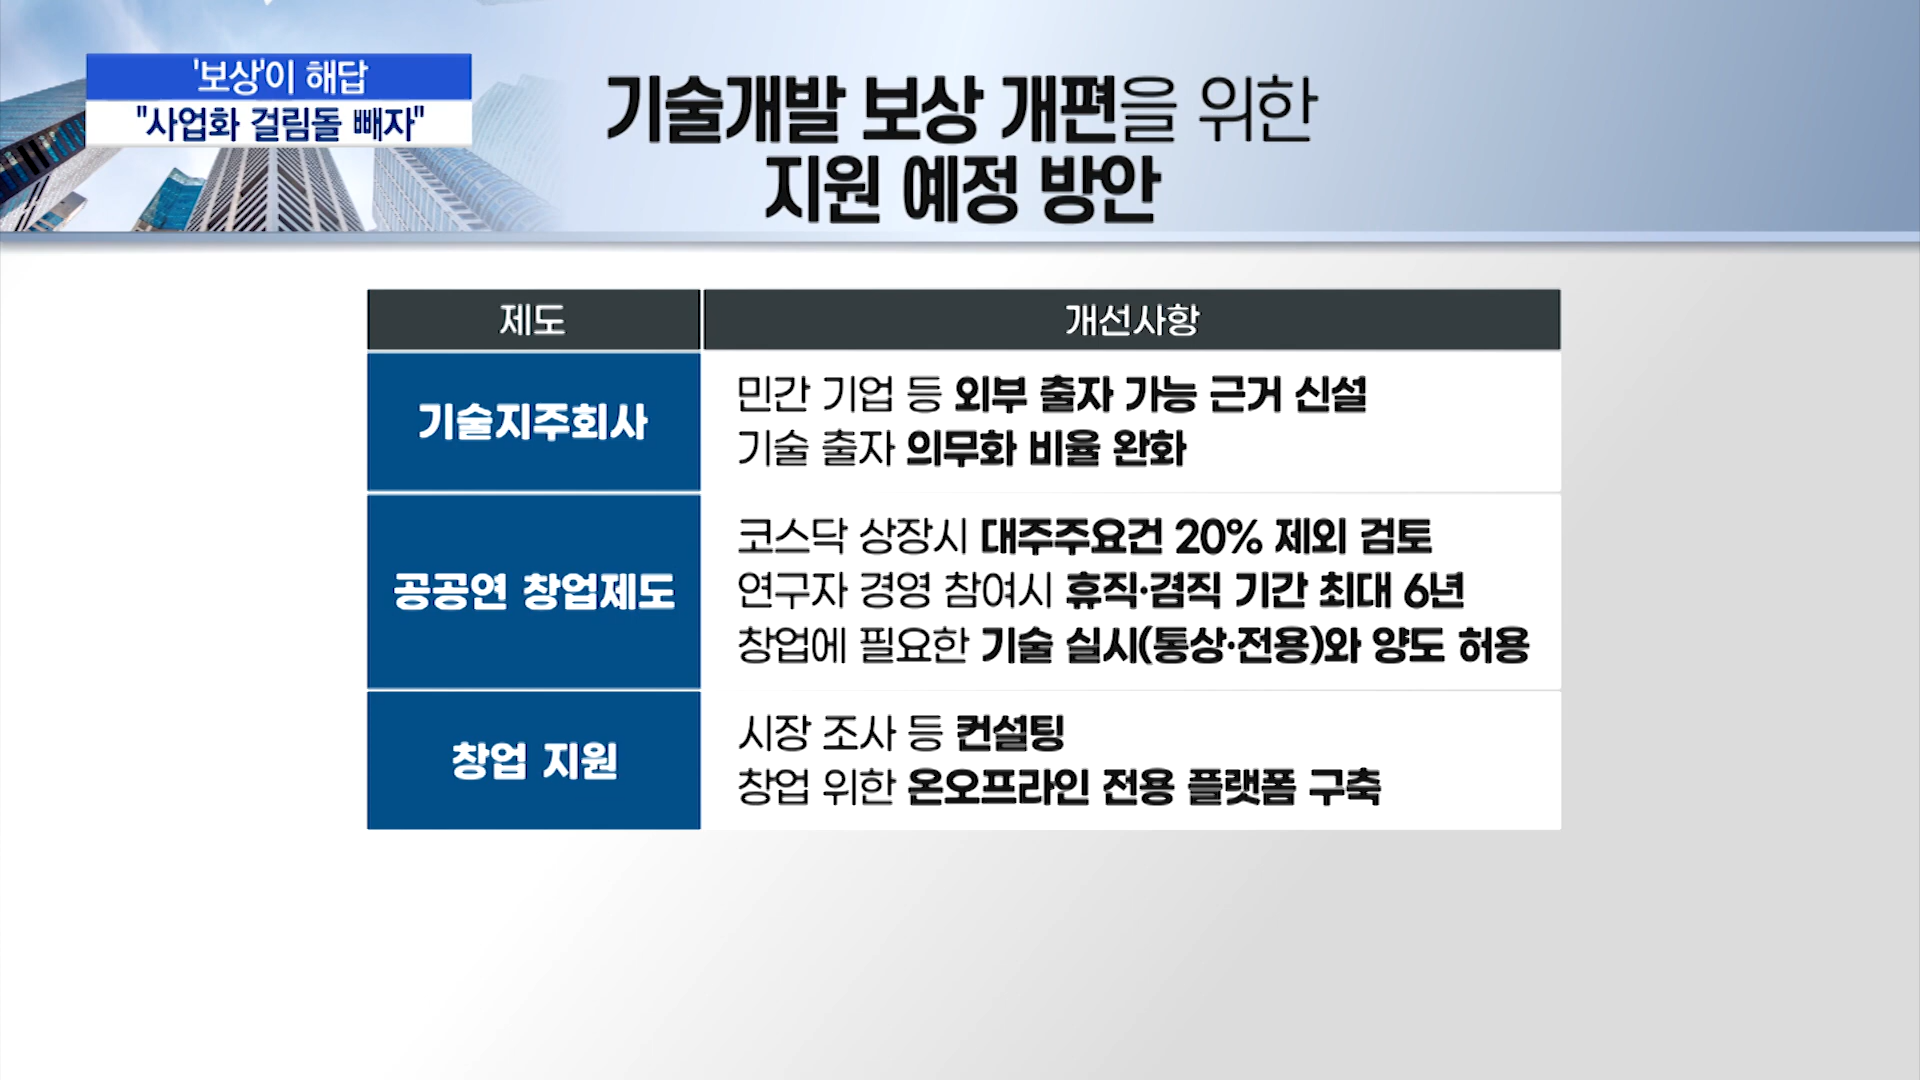 '보상'이 해답
"사업화 걸림돌 빼자"
기술개발 보상 개편을 위한
지원 예정 방안
제도
개선사항
기술지주회사
민간 기업 등 외부 출자 가능 근거 신설
기술 출자 의무화 비율 완화
공공연 창업제도
코스닥 상장시 대주주요건 20% 제외 검토
연구자 경영 참여시 휴직·겸직 기간 최대 6년
창업에 필요한 기술 실시(통상·전용)와 양도 허용
창업 지원
시장 조사 등 컨설팅
창업 위한 온오프라인 전용 플랫폼 구축